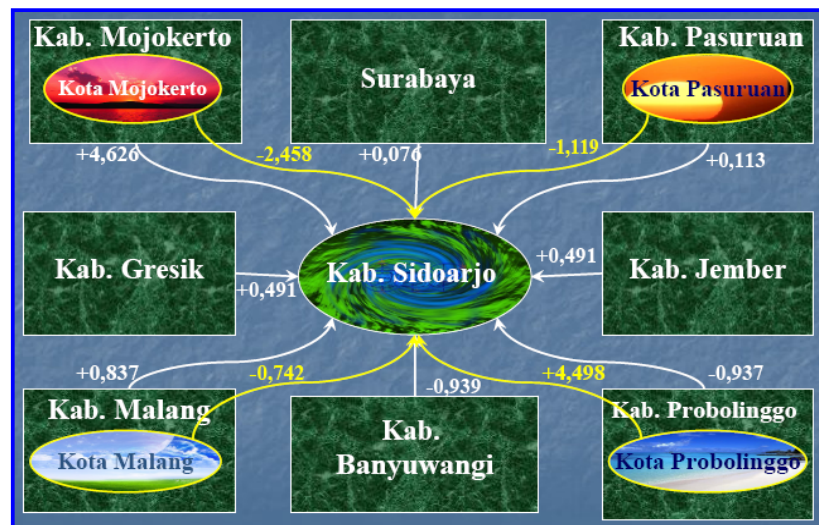 Kab. Mojokerto
Kota Mojokerto
Surabaya
Kab. Pasuruan
Kota Pasuruan
+4,626
-2,458
+0,076
-1,119
+0,113
Kab. Gresik
+0,491
Kab. Sidoarjo
+0,491
Kab. Jember
+0,837
-0,742
-0,939
+4,498
-0,937
Kab. Malang
Kota Malang
Kab.
Banyuwangi
Kab. Probolinggo
Kota Probolinggo